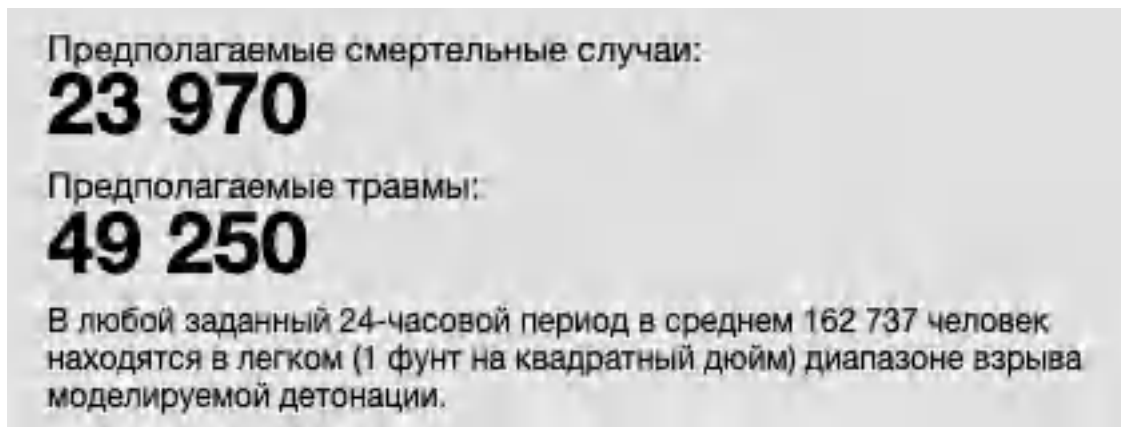 Предполагаемые смертельные случаи:
23 970
Предполагаемые травмы:
49 250
В любой заданный 24-часовой период в среднем 162 737 человек
находятся в легком (1 фунт на квадратный дюйм) диапазоне взрыва
моделируемой детонации.